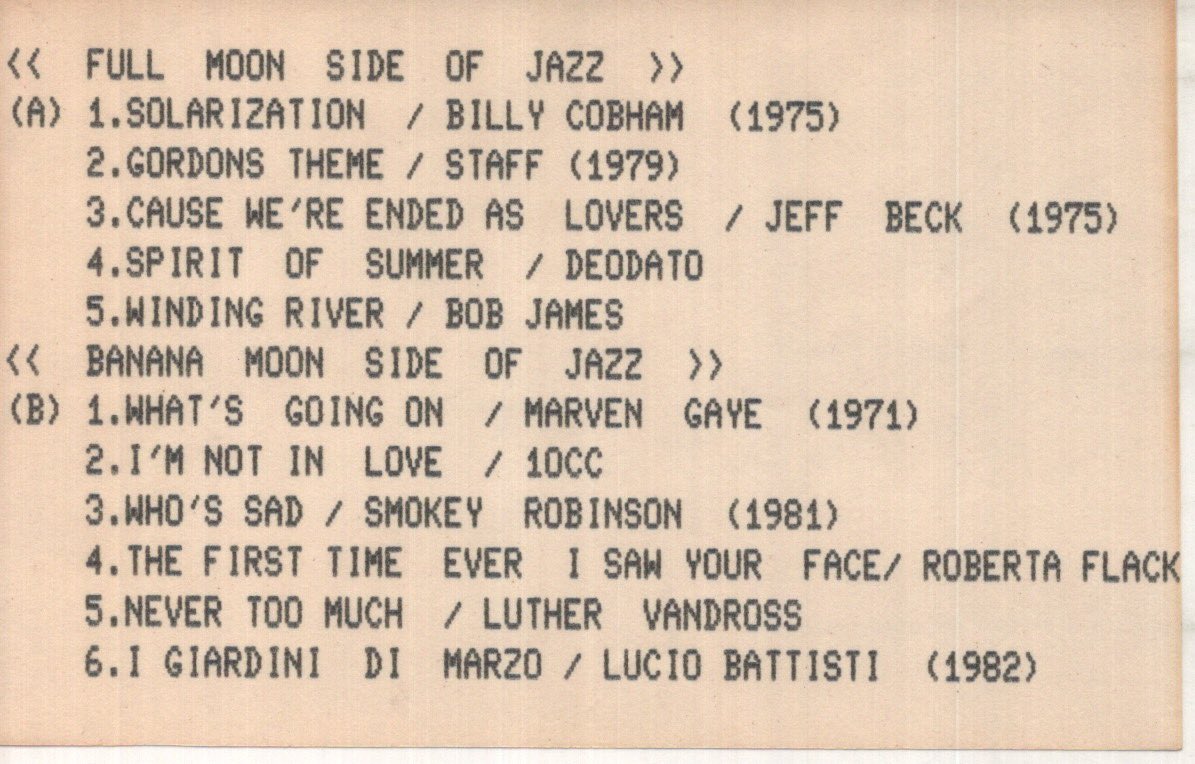 << FULL MOON SIDE OF JAZZ >>
(A) 1.SOLARIZATION / BILLY COBHAM (1975)
2.GORDONS THEME / STAFF (1979)
3.CAUSE WE'RE ENDED AS LOVERS / JEFF BECK (1975)
4.SPIRIT OF SUMMER / DEODATO
5.WINDING RIVER / BOB JAMES
<< BANANA MOON SIDE OF JAZZ >>
(B) 1.WHAT'S GOING ON / MARVEN GAYE (1971)
2.I'M NOT IN LOVE / 10CC
3.WHO'S SAD / SMOKEY ROBINSON (1981)
4.THE FIRST TIME EVER I SAW YOUR FACE/ ROBERTA FLACK
5.NEVER TOO MUCH / LUTHER VANDROSS
6.I GIARDINI DI MARZO / LUCIO BATTISTI (1982)